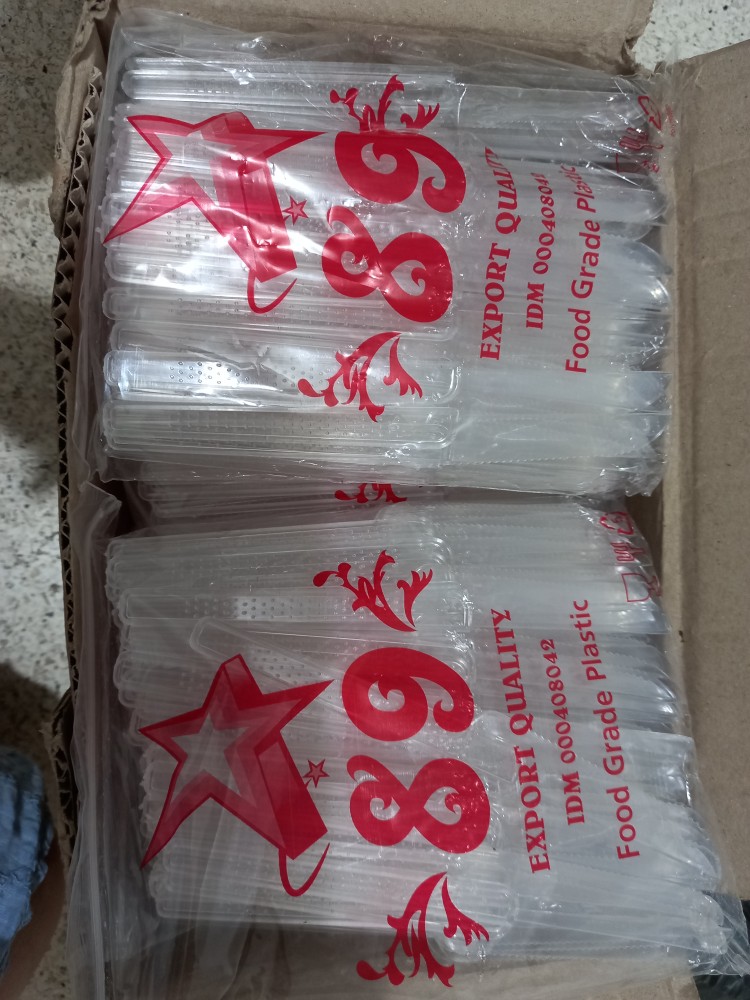 89
EXPORT QUALITY
IDM 000408041
Food Grade Plastic
89
EXPORT QUALITY
IDM 000408042
Food Grade Plastic